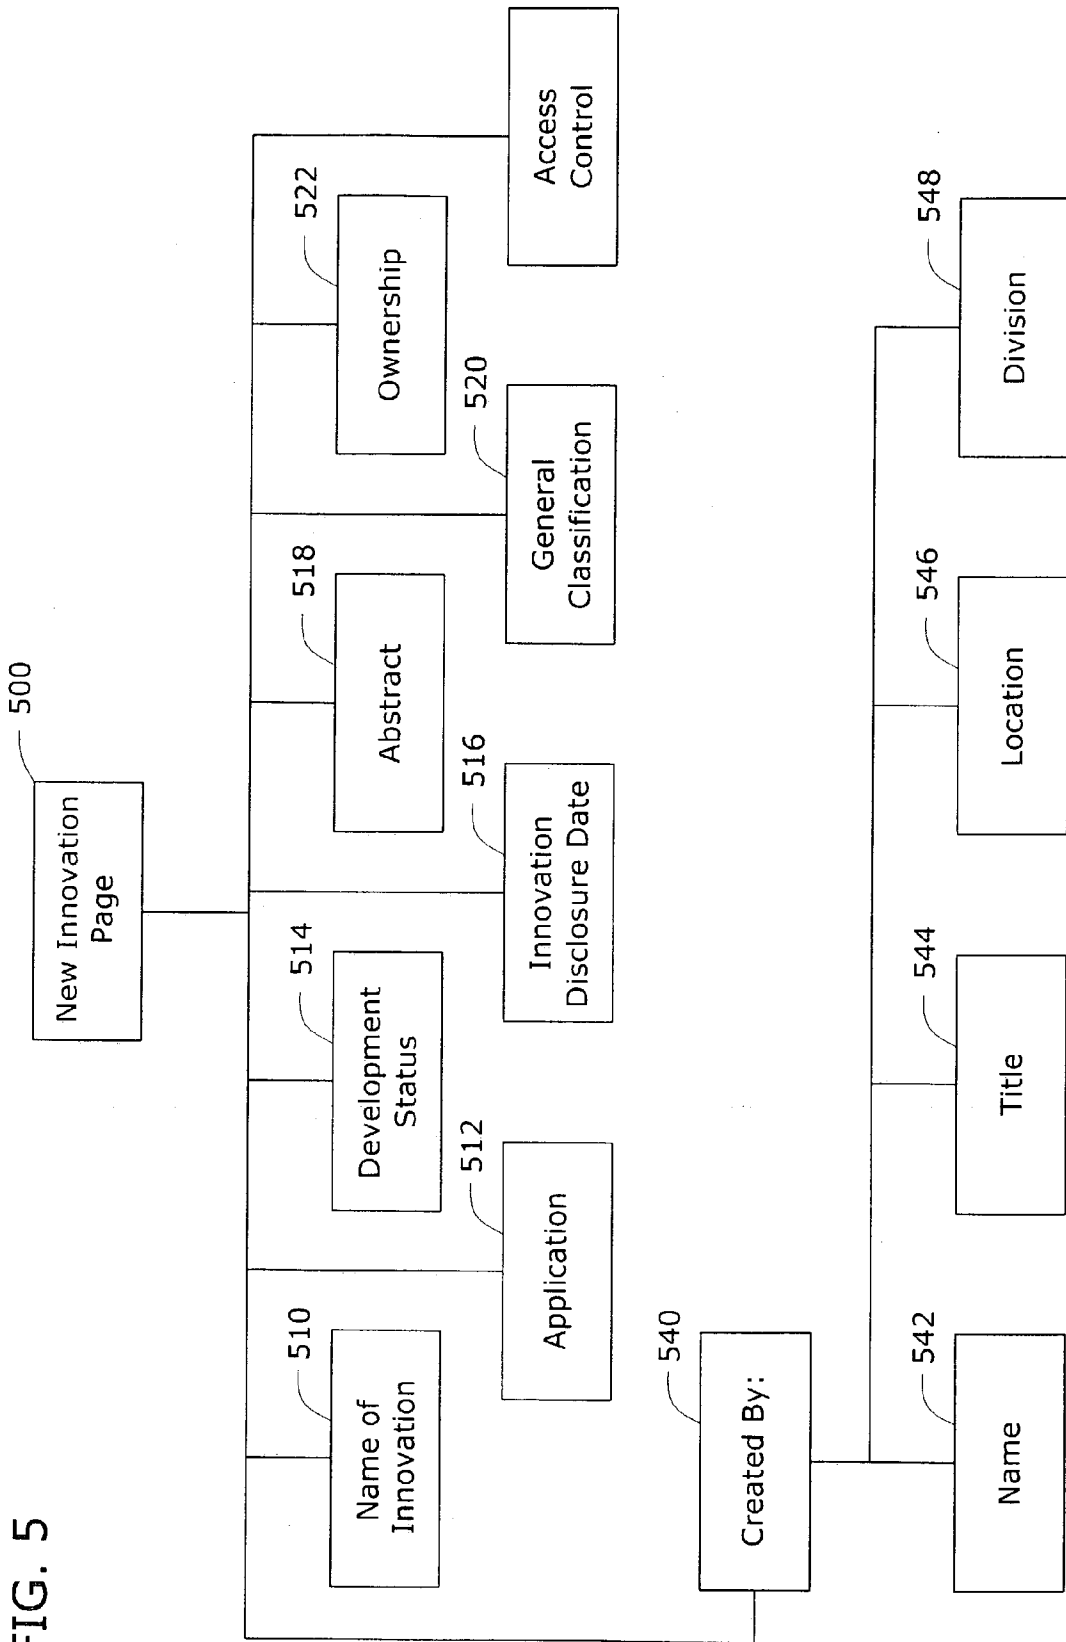 FIG. 5
500
New Innovation
Page
510
Name of
Innovation
514
Development
Status
518
Abstract
522
Ownership
512
Application
516
Innovation
Disclosure Date
520
General
Classification
Access
Control
540
Created By:
542
Name
544
Title
546
Location
548
Division